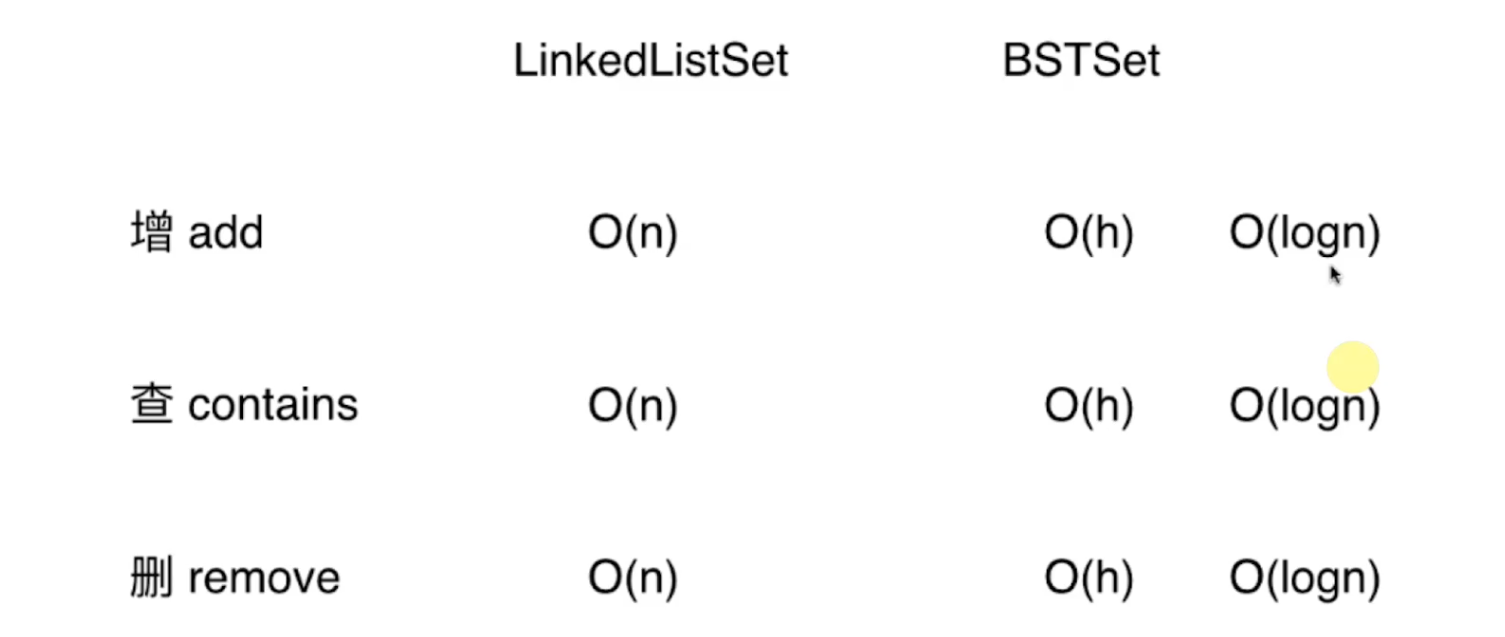 LinkedListSet BSTSet
增 add O(n) O(h) O(logn)
查 contains O(n) O(h) O(logn)
删 remove O(n) O(h) O(logn)